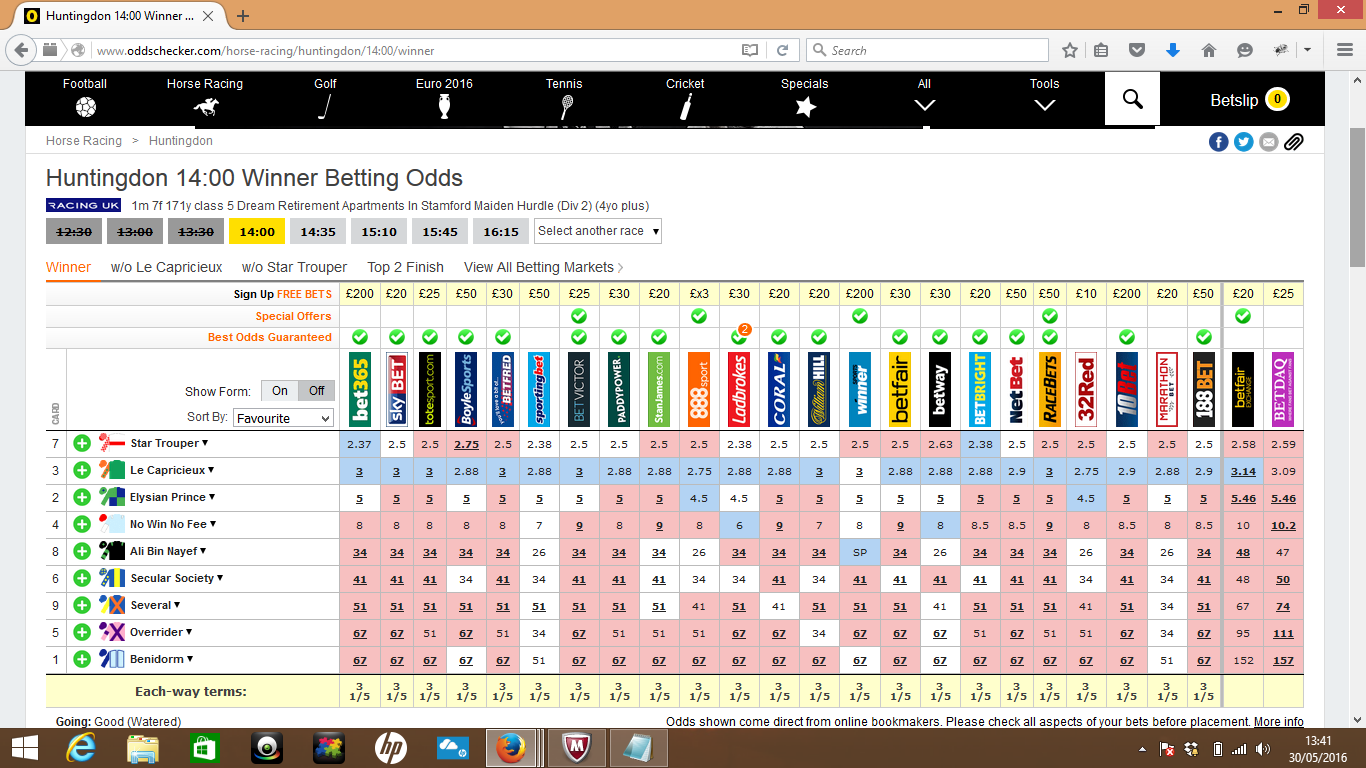 Huntingdon 14:00 Winner ...
www.oddschecker.com/horse-racing/huntingdon/14:00/winner
Search
Football Horse Racing Golf Euro 2016 Tennis Cricket Specials All Tools
Betslip 0
Horse Racing > Huntingdon
Huntingdon 14:00 Winner Betting Odds
RACING UK 1m 7f 171y class 5 Dream Retirement Apartments In Stamford Maiden Hurdle (Div 2) (4yo plus)
12:30 13:00 13:30 14:00 14:35 15:10 15:45 16:15 Select another race
Winner w/o Le Capricieux w/o Star Trouper Top 2 Finish View All Betting Markets
Sign Up FREE BETS £200 £20 £25 £50 £30 £50 £25 £30 £20 £x3 £30 £20 £20 £200 £30 £30 £20 £50 £50 £10 £200 £20 £50 £20 £25
Special Offers
Best Odds Guaranteed 2
CARD
Show Form: On Off
Sort By: Favourite
bet365 sky BET totesport.com BoyleSports BETFRED sportingbet BETVICTOR PADDYPOWER. StanJames.com 888sport Ladbrokes CORAL William HILL winner betfair betway BETBRIGHT NetBet RACEBETS 32Red 10Bet MARATHON BET 188BET betfair EXCHANGE BETDAQ
7 Star Trouper 2.37 2.5 2.5 2.75 2.5 2.38 2.5 2.5 2.5 2.5 2.38 2.5 2.5 2.5 2.5 2.63 2.38 2.5 2.5 2.5 2.5 2.5 2.5 2.58 2.59
3 Le Capricieux 3 3 3 2.88 3 2.88 3 2.88 2.88 2.75 2.88 2.88 3 3 2.88 2.88 2.88 2.9 3 2.75 2.9 2.88 2.9 3.14 3.09
2 Elysian Prince 5 5 5 5 5 5 5 5 5 4.5 4.5 5 5 5 5 5 5 5 5 4.5 5 5 5 5.46 5.46
4 No Win No Fee 8 8 8 8 8 7 9 8 9 8 6 9 7 8 9 8 8.5 8.5 9 8 8.5 8 8.5 10 10.2
8 Ali Bin Nayef 34 34 34 34 34 26 34 34 34 26 34 34 34 SP 34 26 34 34 34 26 34 26 34 48 47
6 Secular Society 41 41 41 34 41 34 41 41 41 34 34 41 34 41 41 41 41 41 41 34 41 34 41 48 50
9 Several 51 51 51 51 51 51 51 51 51 41 51 41 51 51 51 41 51 51 51 41 51 34 51 67 74
5 Overrider 67 67 51 67 51 34 67 51 51 51 67 67 34 67 67 67 51 67 51 51 67 34 67 95 111
1 Benidorm 67 67 67 67 67 51 67 67 67 67 67 67 67 67 67 67 67 67 67 67 67 51 67 152 157
Each-way terms: 3 3 3 3 3 3 3 3 3 3 3 3 3 3 3 3 3 3 3 3 3 3 3
1/5 1/5 1/5 1/5 1/5 1/5 1/5 1/5 1/5 1/5 1/5 1/5 1/5 1/5 1/5 1/5 1/5 1/5 1/5 1/5 1/5 1/5 1/5
Going: Good (Watered) Odds shown come direct from online bookmakers. Please check all aspects of your bets before placement. More info
13:41
30/05/2016